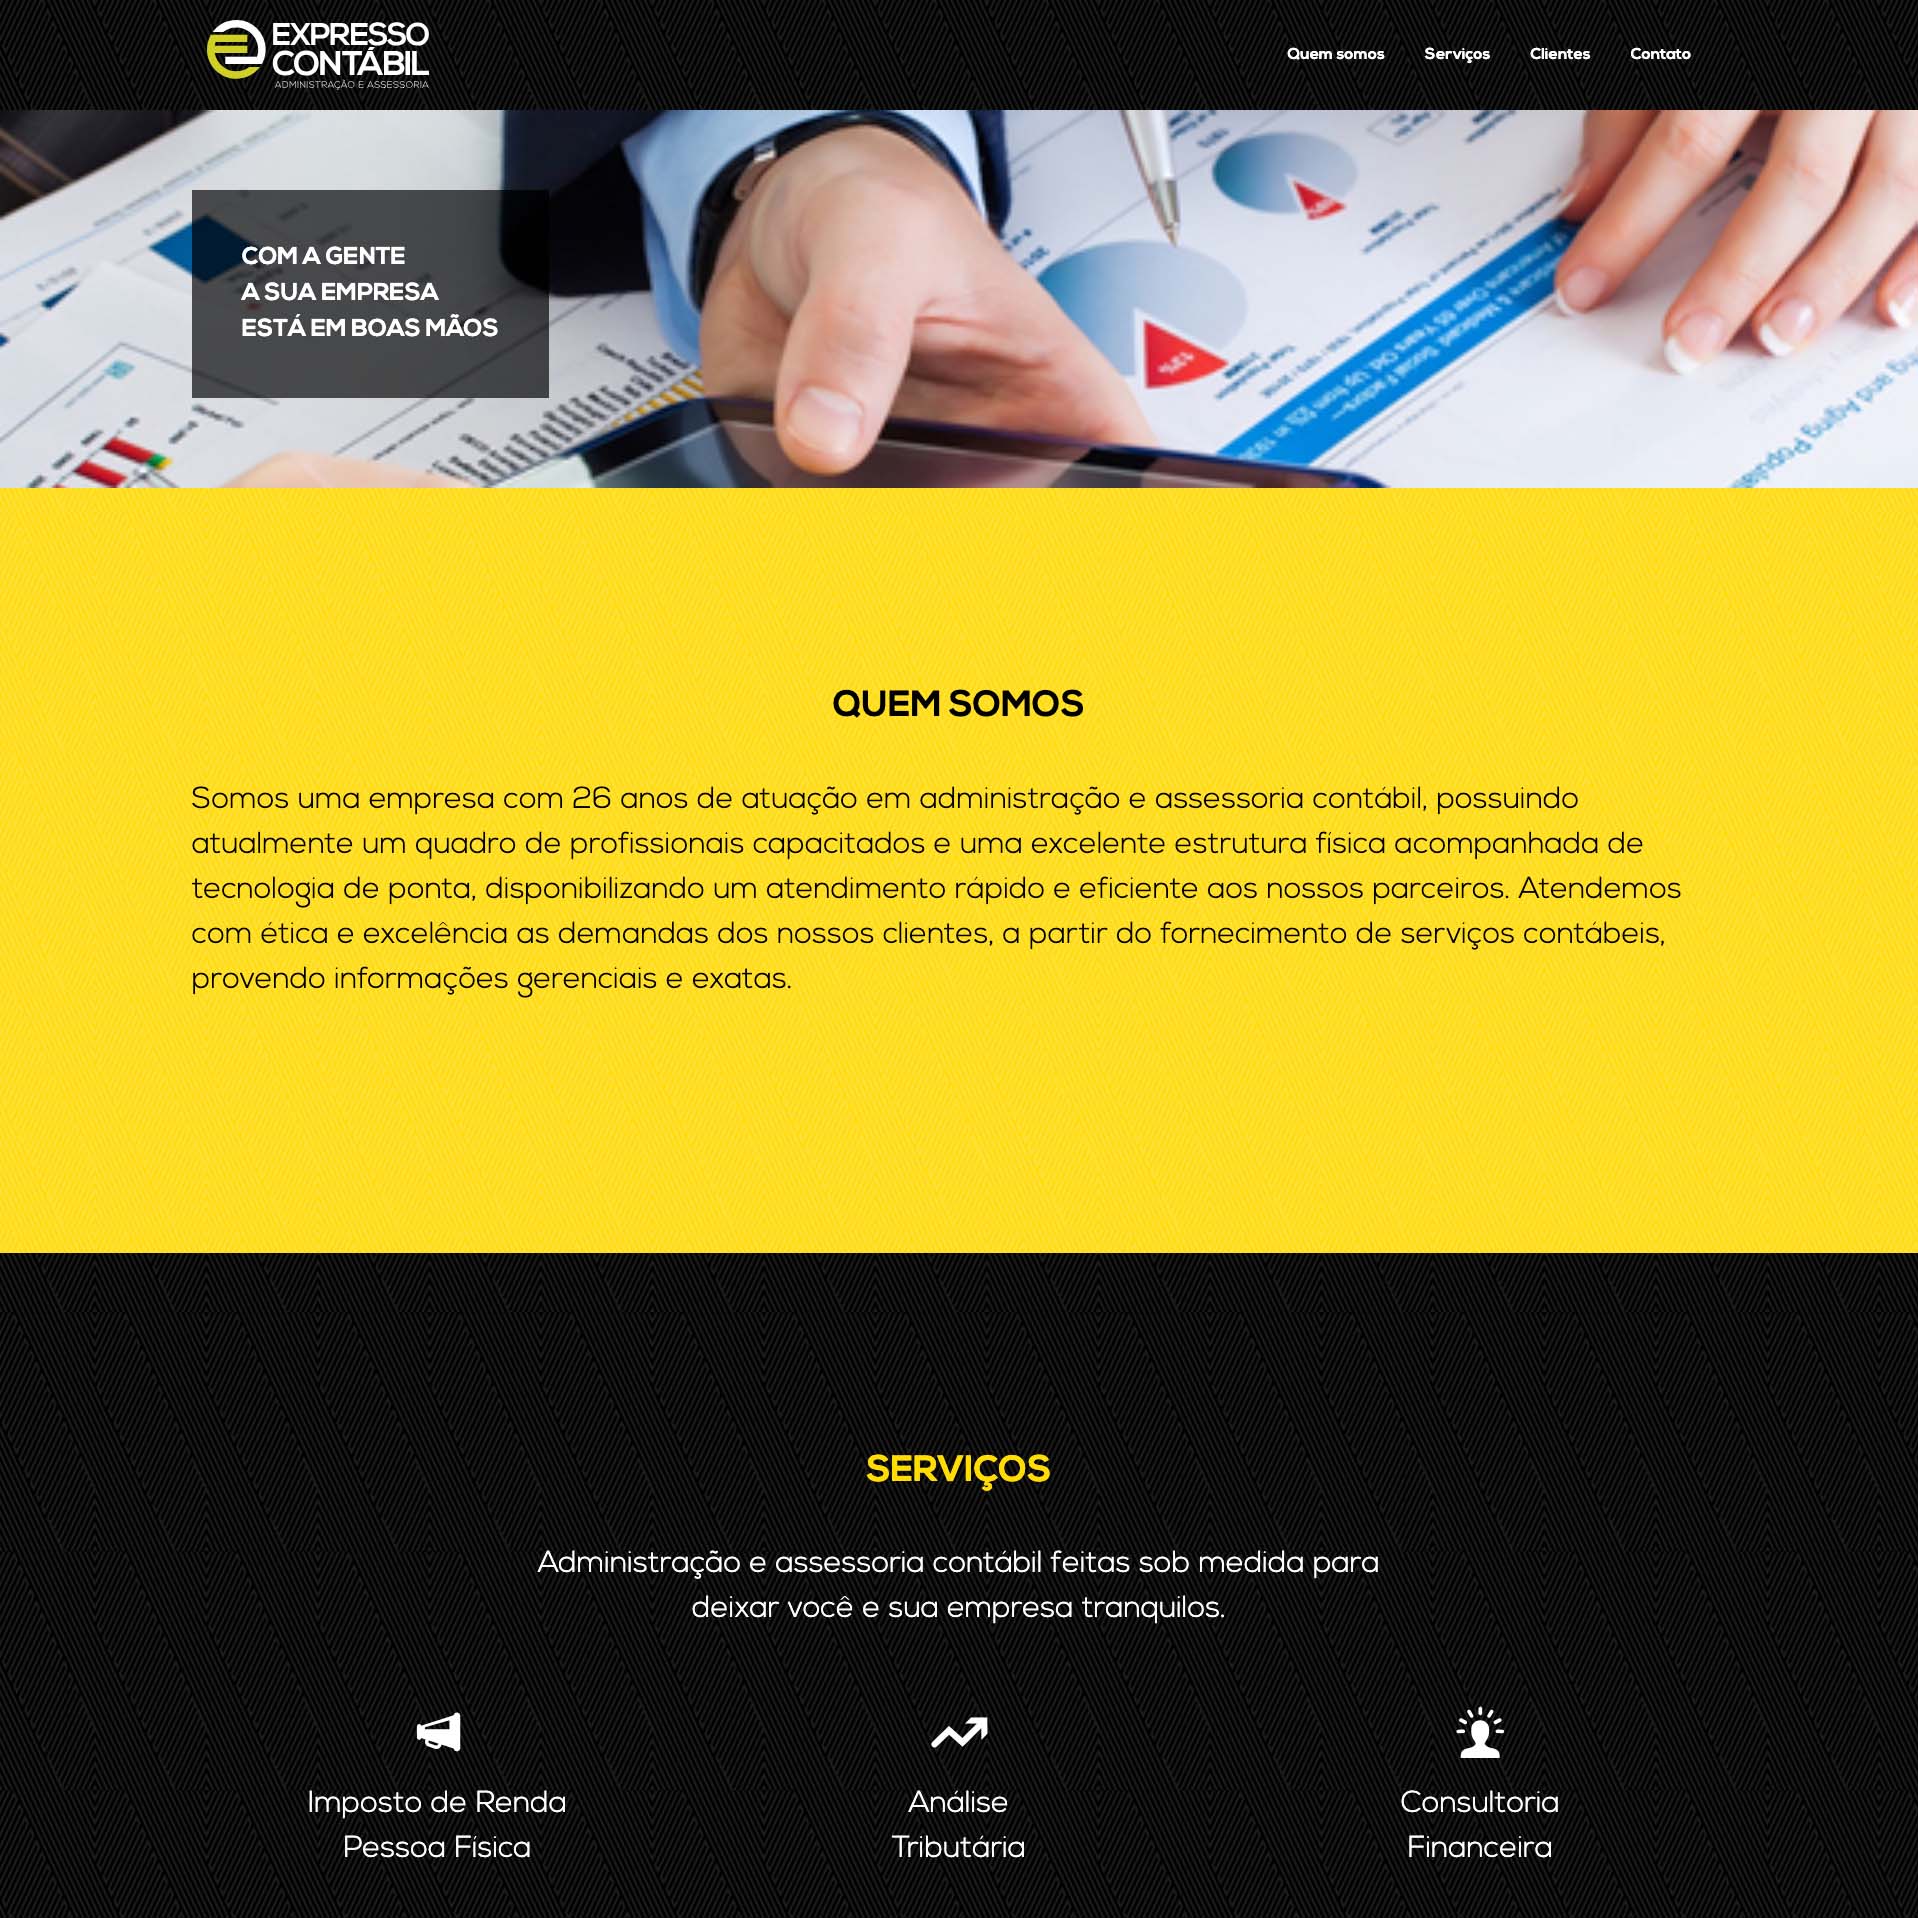 EXPRESSO
CONTÁBIL
ADMINISTRAÇÃO E ASSESSORIA
Quem somos
Serviços
Clientes
Contato
COM A GENTE
A SUA EMPRESA
ESTÁ EM BOAS MÃOS
13%
QUEM SOMOS
Somos uma empresa com 26 anos de atuação em administração e assessoria contábil, possuindo
atualmente um quadro de profissionais capacitados e uma excelente estrutura física acompanhada de
tecnologia de ponta, disponibilizando um atendimento rápido e eficiente aos nossos parceiros. Atendemos
com ética e excelência as demandas dos nossos clientes, a partir do fornecimento de serviços contábeis,
provendo informações gerenciais e exatas.
SERVIÇOS
Administração e assessoria contábil feitas sob medida para
deixar você e sua empresa tranquilos.
Imposto de Renda
Pessoa Física
Análise
Tributária
Consultoria
Financeira